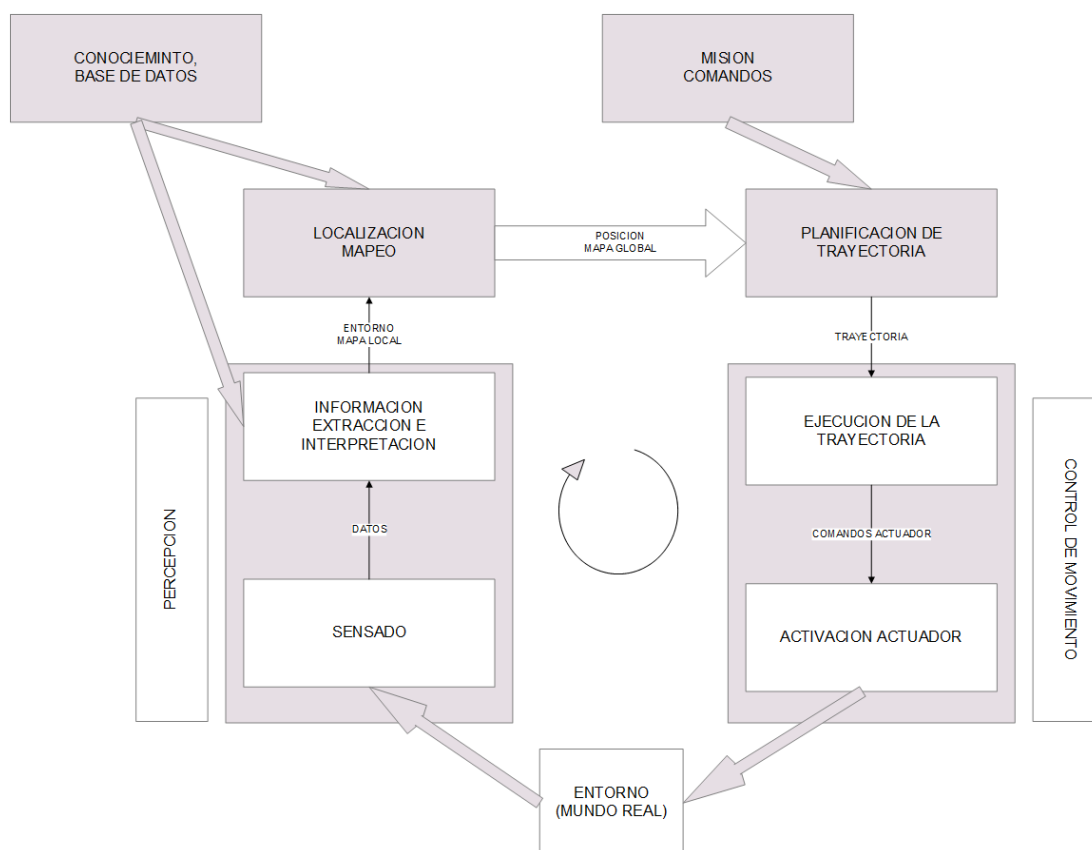 CONOCIEMINTO,
BASE DE DATOS
MISION
COMANDOS
LOCALIZACION
MAPEO
POSICION
MAPA GLOBAL
PLANIFICACION DE
TRAYECTORIA
ENTORNO
MAPA LOCAL
TRAYECTORIA
PERCEPCION
INFORMACION
EXTRACCION E
INTERPRETACION
EJECUCION DE LA
TRAYECTORIA
CONTROL DE MOVIMIENTO
DATOS
COMANDOS ACTUADOR
SENSADO
ACTIVACION ACTUADOR
ENTORNO
(MUNDO REAL)